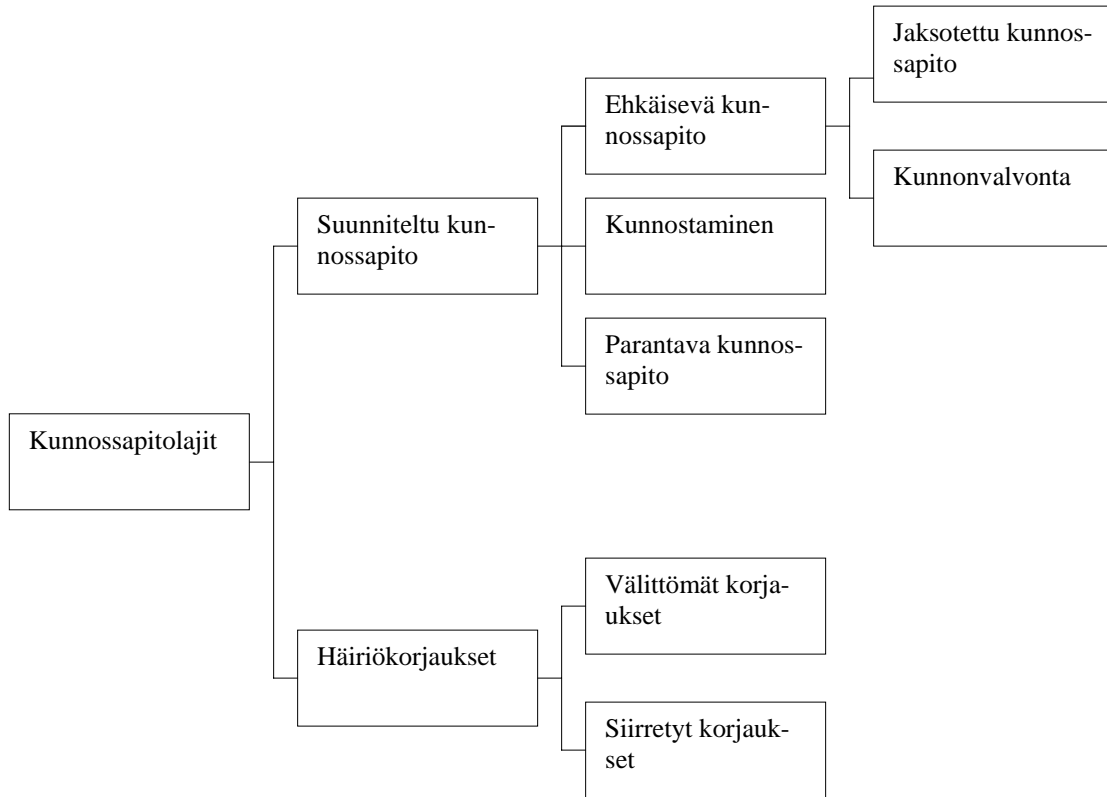 Jaksotettu kunnos-
sapito
Ehkäisevä kun-
nossapito
Kunnonvalvonta
Suunniteltu kun-
nossapito
Kunnostaminen
Parantava kunnos-
sapito
Kunnossapitolajit
Välittömät korja-
ukset
Häiriökorjaukset
Siirretyt korjauk-
set